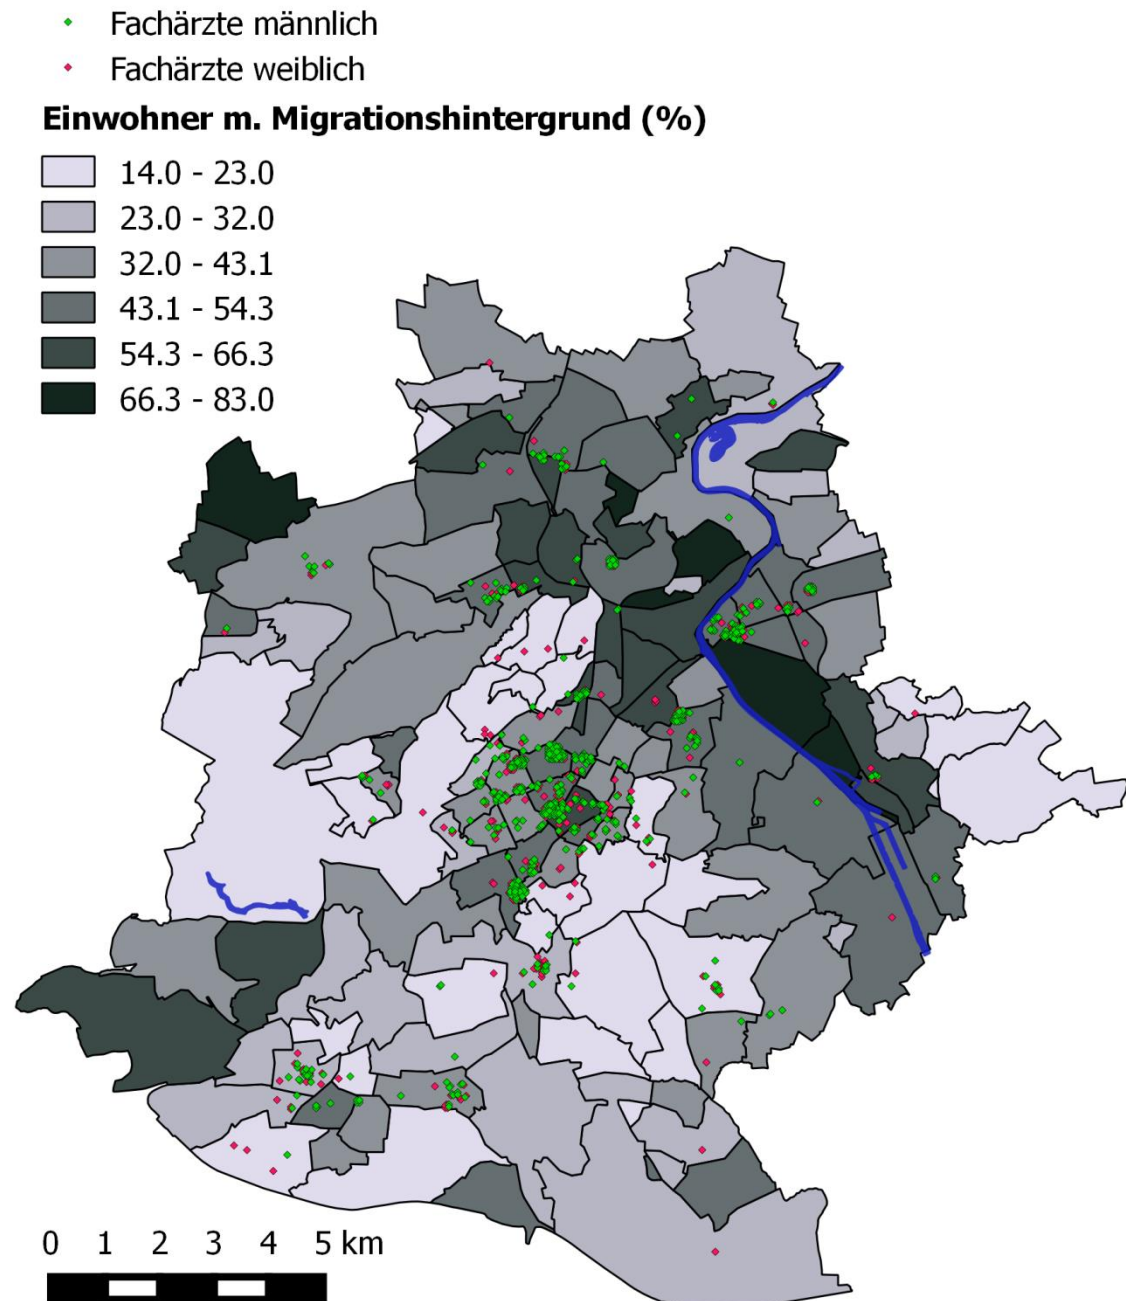 Fachärzte männlich
Fachärzte weiblich
Einwohner m. Migrationshintergrund (%)
14.0 - 23.0
23.0 - 32.0
32.0 - 43.1
43.1 - 54.3
54.3 - 66.3
66.3 - 83.0
0 1 2 3 4 5 km